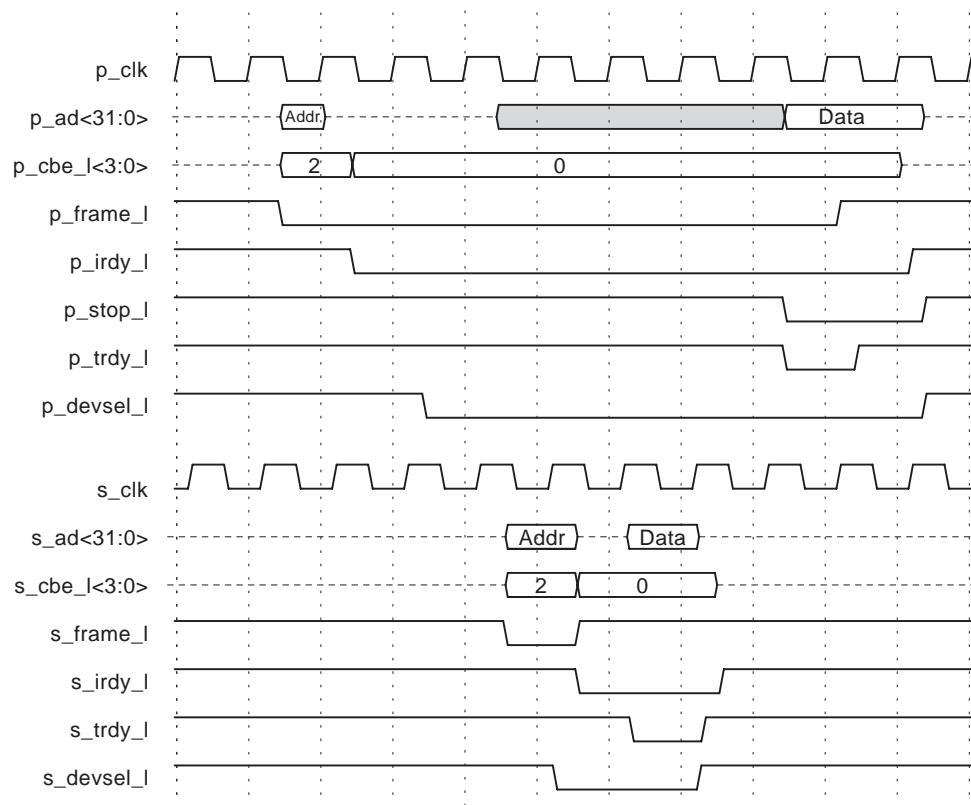 p_clk
p_ad<31:0>
Addr.
Data
p_cbe_l<3:0>
2
0
p_frame_l
p_irdy_l
p_stop_l
p_trdy_l
p_devsel_l
s_clk
s_ad<31:0>
Addr
Data
s_cbe_l<3:0>
2
0
s_frame_l
s_irdy_l
s_trdy_l
s_devsel_l